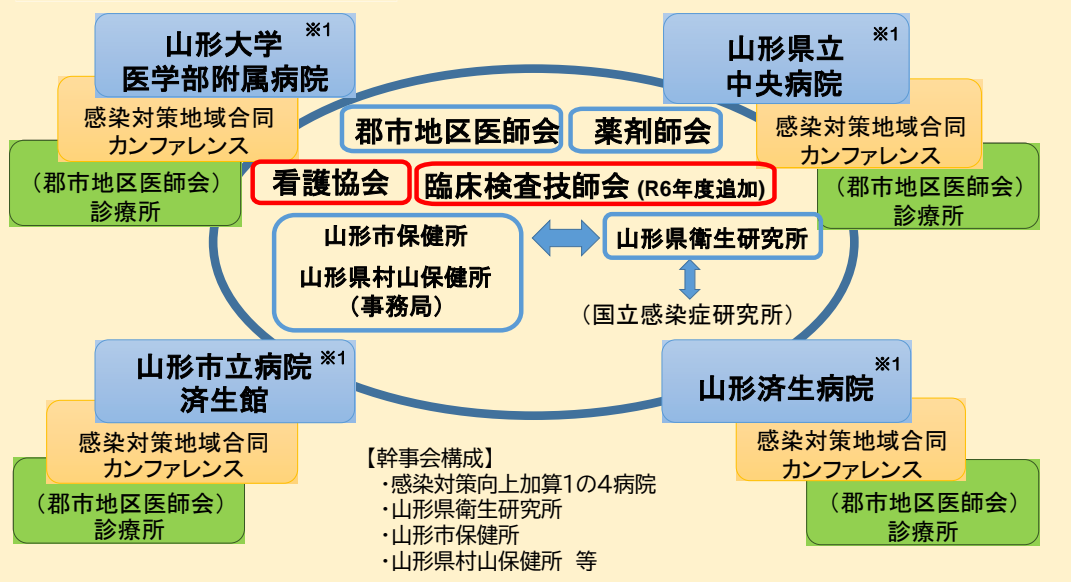 山形大学 ※1
医学部附属病院
感染対策地域合同
カンファレンス
（郡市地区医師会）
診療所
山形県立 ※1
中央病院
感染対策地域合同
カンファレンス
（郡市地区医師会）
診療所
郡市地区医師会
薬剤師会
看護協会
臨床検査技師会 (R6年度追加)
山形市保健所
山形県村山保健所
（事務局）
山形県衛生研究所
（国立感染症研究所）
山形市立病院 ※1
済生館
感染対策地域合同
カンファレンス
（郡市地区医師会）
診療所
山形済生病院 ※1
感染対策地域合同
カンファレンス
（郡市地区医師会）
診療所
【幹事会構成】
・感染対策向上加算1の4病院
・山形県衛生研究所
・山形市保健所
・山形県村山保健所 等